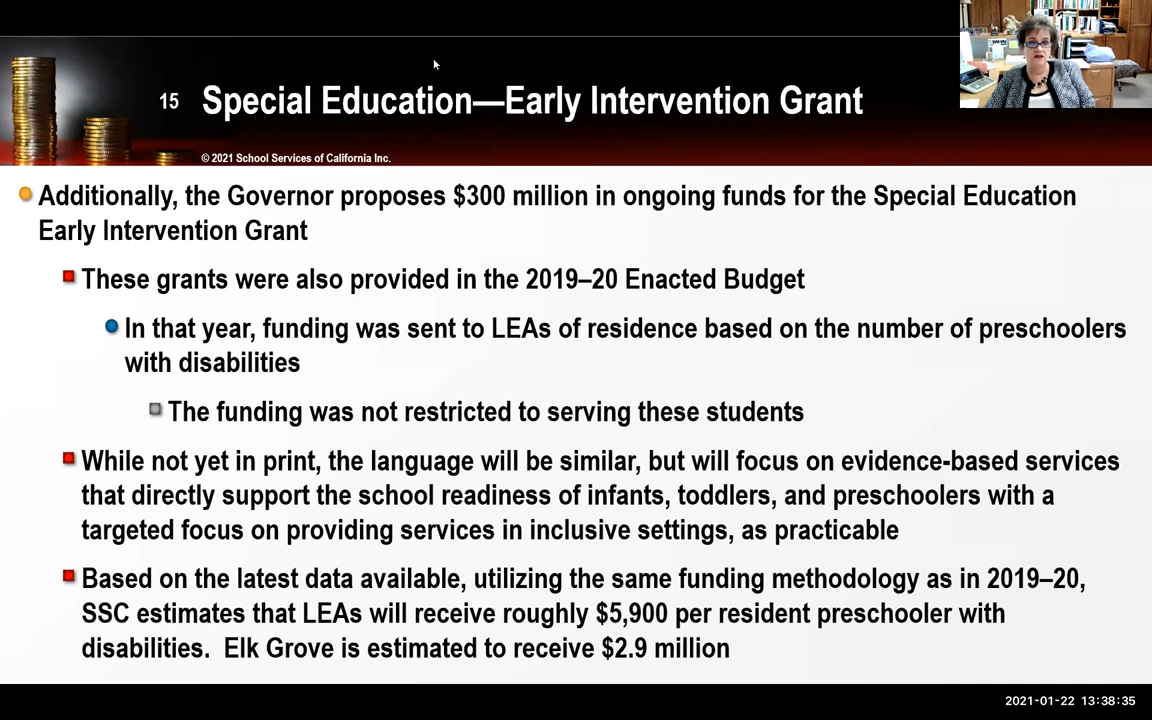 15 Special Education—Early Intervention Grant
© 2021 School Services of California Inc.
Additionally, the Governor proposes $300 million in ongoing funds for the Special Education
Early Intervention Grant
These grants were also provided in the 2019–20 Enacted Budget
In that year, funding was sent to LEAs of residence based on the number of preschoolers
with disabilities
The funding was not restricted to serving these students
While not yet in print, the language will be similar, but will focus on evidence-based services
that directly support the school readiness of infants, toddlers, and preschoolers with a
targeted focus on providing services in inclusive settings, as practicable
Based on the latest data available, utilizing the same funding methodology as in 2019–20,
SSC estimates that LEAs will receive roughly $5,900 per resident preschooler with
disabilities.  Elk Grove is estimated to receive $2.9 million
2021-01-22 13:38:35